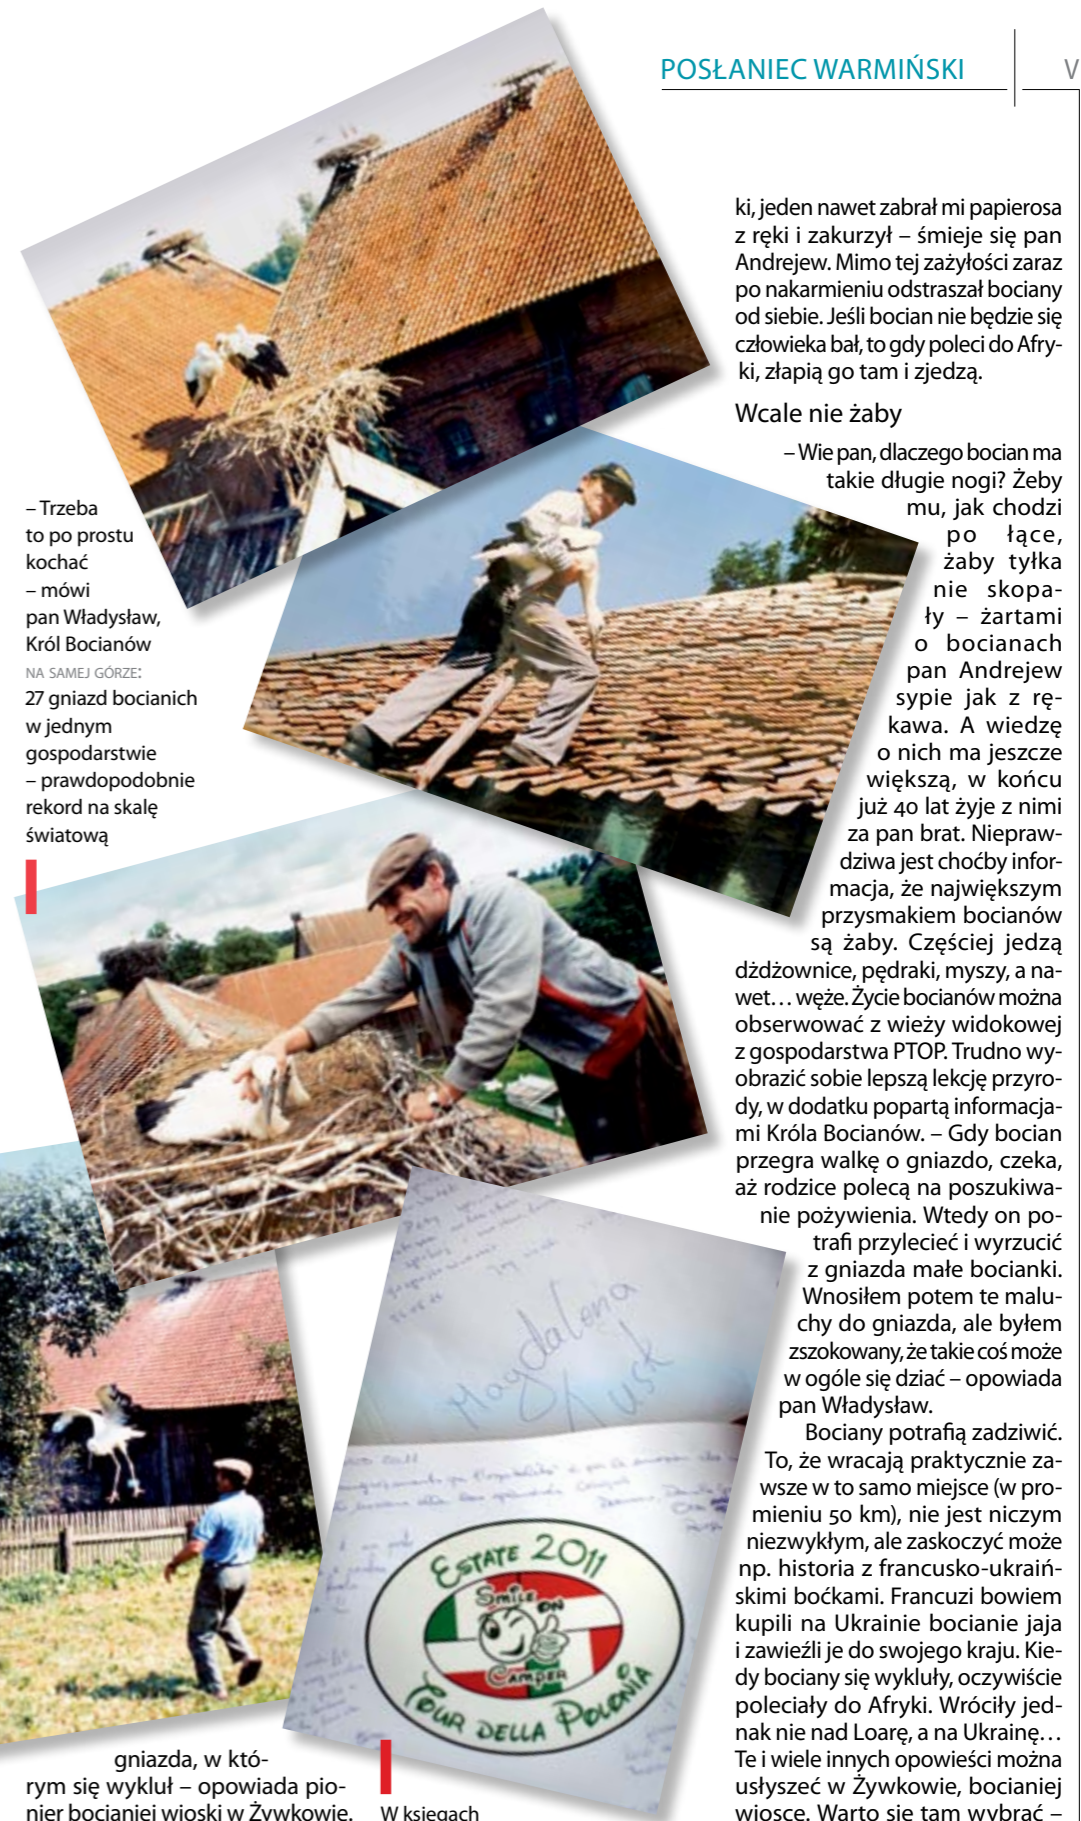 POSŁANIEC WARMIŃSKI
V
ki, jeden nawet zabrał mi papierosa
z ręki i zakurzył – śmieje się pan
Andrejew. Mimo tej zażyłości zaraz
po nakarmieniu odstraszał bociany
od siebie. Jeśli bocian nie będzie się
człowieka bał, to gdy poleci do Afry-
ki, złapią go tam i zjedzą.
Wcale nie żaby
– Wie pan, dlaczego bocian ma
takie długie nogi? Żeby
mu, jak chodzi
po łące,
żaby tyłka
nie skopa-
ły – żartami
o bocianach
pan Andrejew
sypie jak z rę-
kawa. A wiedzę
o nich ma jeszcze
większą, w końcu
już 40 lat żyje z nimi
za pan brat. Niepraw-
dziwa jest choćby infor-
macja, że największym
przysmakiem bocianów
są żaby. Częściej jedzą
dżdżownice, pędraki, myszy, a na-
wet… węże. Życie bocianów można
obserwować z wieży widokowej
z gospodarstwa PTOP. Trudno wy-
obrazić sobie lepszą lekcję przyro-
dy, w dodatku popartą informacja-
mi Króla Bocianów. – Gdy bocian
przegra walkę o gniazdo, czeka,
aż rodzice polecą na poszukiwa-
nie pożywienia. Wtedy on po-
trafi przylecieć i wyrzucić
z gniazda małe bocianki.
Wnosiłem potem te malu-
chy do gniazda, ale byłem
zszokowany, że takie coś może
w ogóle się dziać – opowiada
pan Władysław.
Bociany potrafią zadziwić.
To, że wracają praktycznie za-
wsze w to samo miejsce (w pro-
mieniu 50 km), nie jest niczym
niezwykłym, ale zaskoczyć może
np. historia z francusko-ukraiń-
skimi boćkami. Francuzi bowiem
kupili na Ukrainie bocianie jaja
i zawieźli je do swojego kraju. Kie-
dy bociany się wykluły, oczywiście
poleciały do Afryki. Wróciły jed-
nak nie nad Loarę, a na Ukrainę…
Te i wiele innych opowieści można
usłyszeć w Żywkowie, bocianiej
wiosce. Warto się tam wybrać –
– Trzeba
to po prostu
kochać
– mówi
pan Władysław,
Król Bocianów
NA SAMEJ GÓRZE:
27 gniazd bocianich
w jednym
gospodarstwie
– prawdopodobnie
rekord na skalę
światową
Magdalena
ESTATE 2011
SMILE ON
CAMPER
TOUR DELLA POLONIA
gniazda, w któ-
rym się wykluł – opowiada pio-
nier bocianiej wioski w Żywkowie.
W księgach